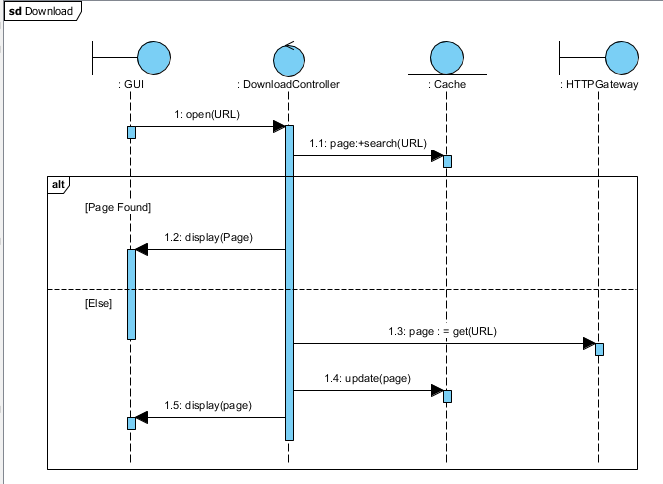 sd Download
: GUI
: DownloadController
: Cache
: HTTPGateway
1: open(URL)
1.1: page:+search(URL)
alt
[Page Found]
1.2: display(Page)
[Else]
1.3: page : = get(URL)
1.4: update(page)
1.5: display(page)